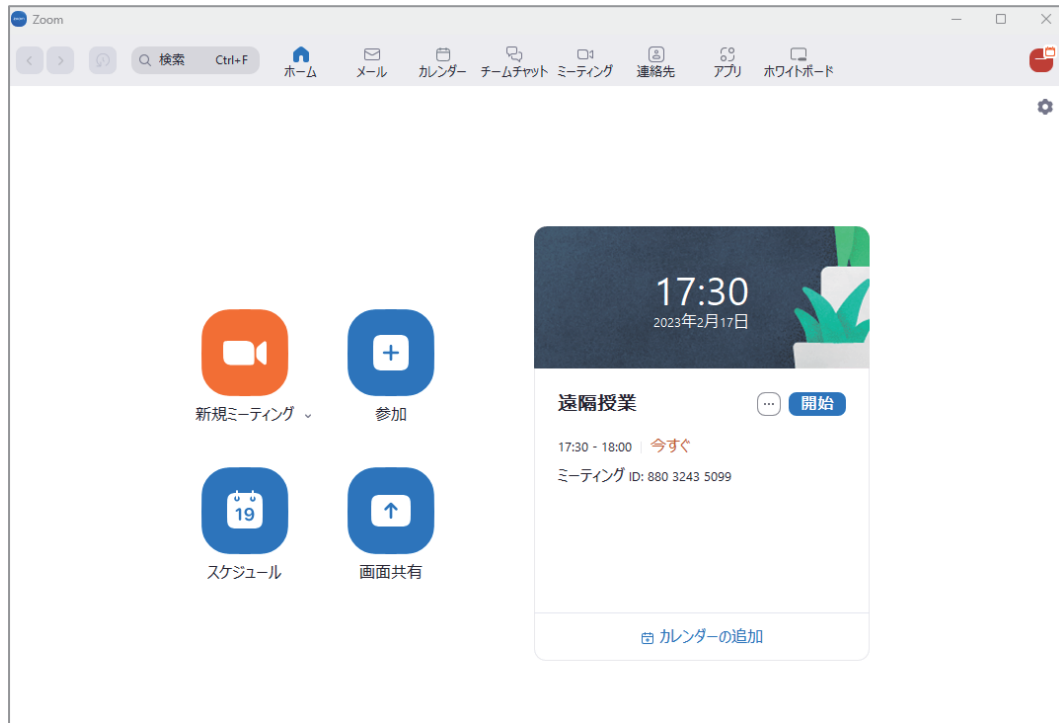 Zoom
検索 Ctrl+F
ホーム
メール
カレンダー
チームチャット
ミーティング
連絡先
アプリ
ホワイトボード
17:30
2023年2月17日
新規ミーティング
参加
遠隔授業
開始
17:30 - 18:00
今すぐ
ミーティング ID: 880 3243 5099
19
スケジュール
画面共有
カレンダーの追加